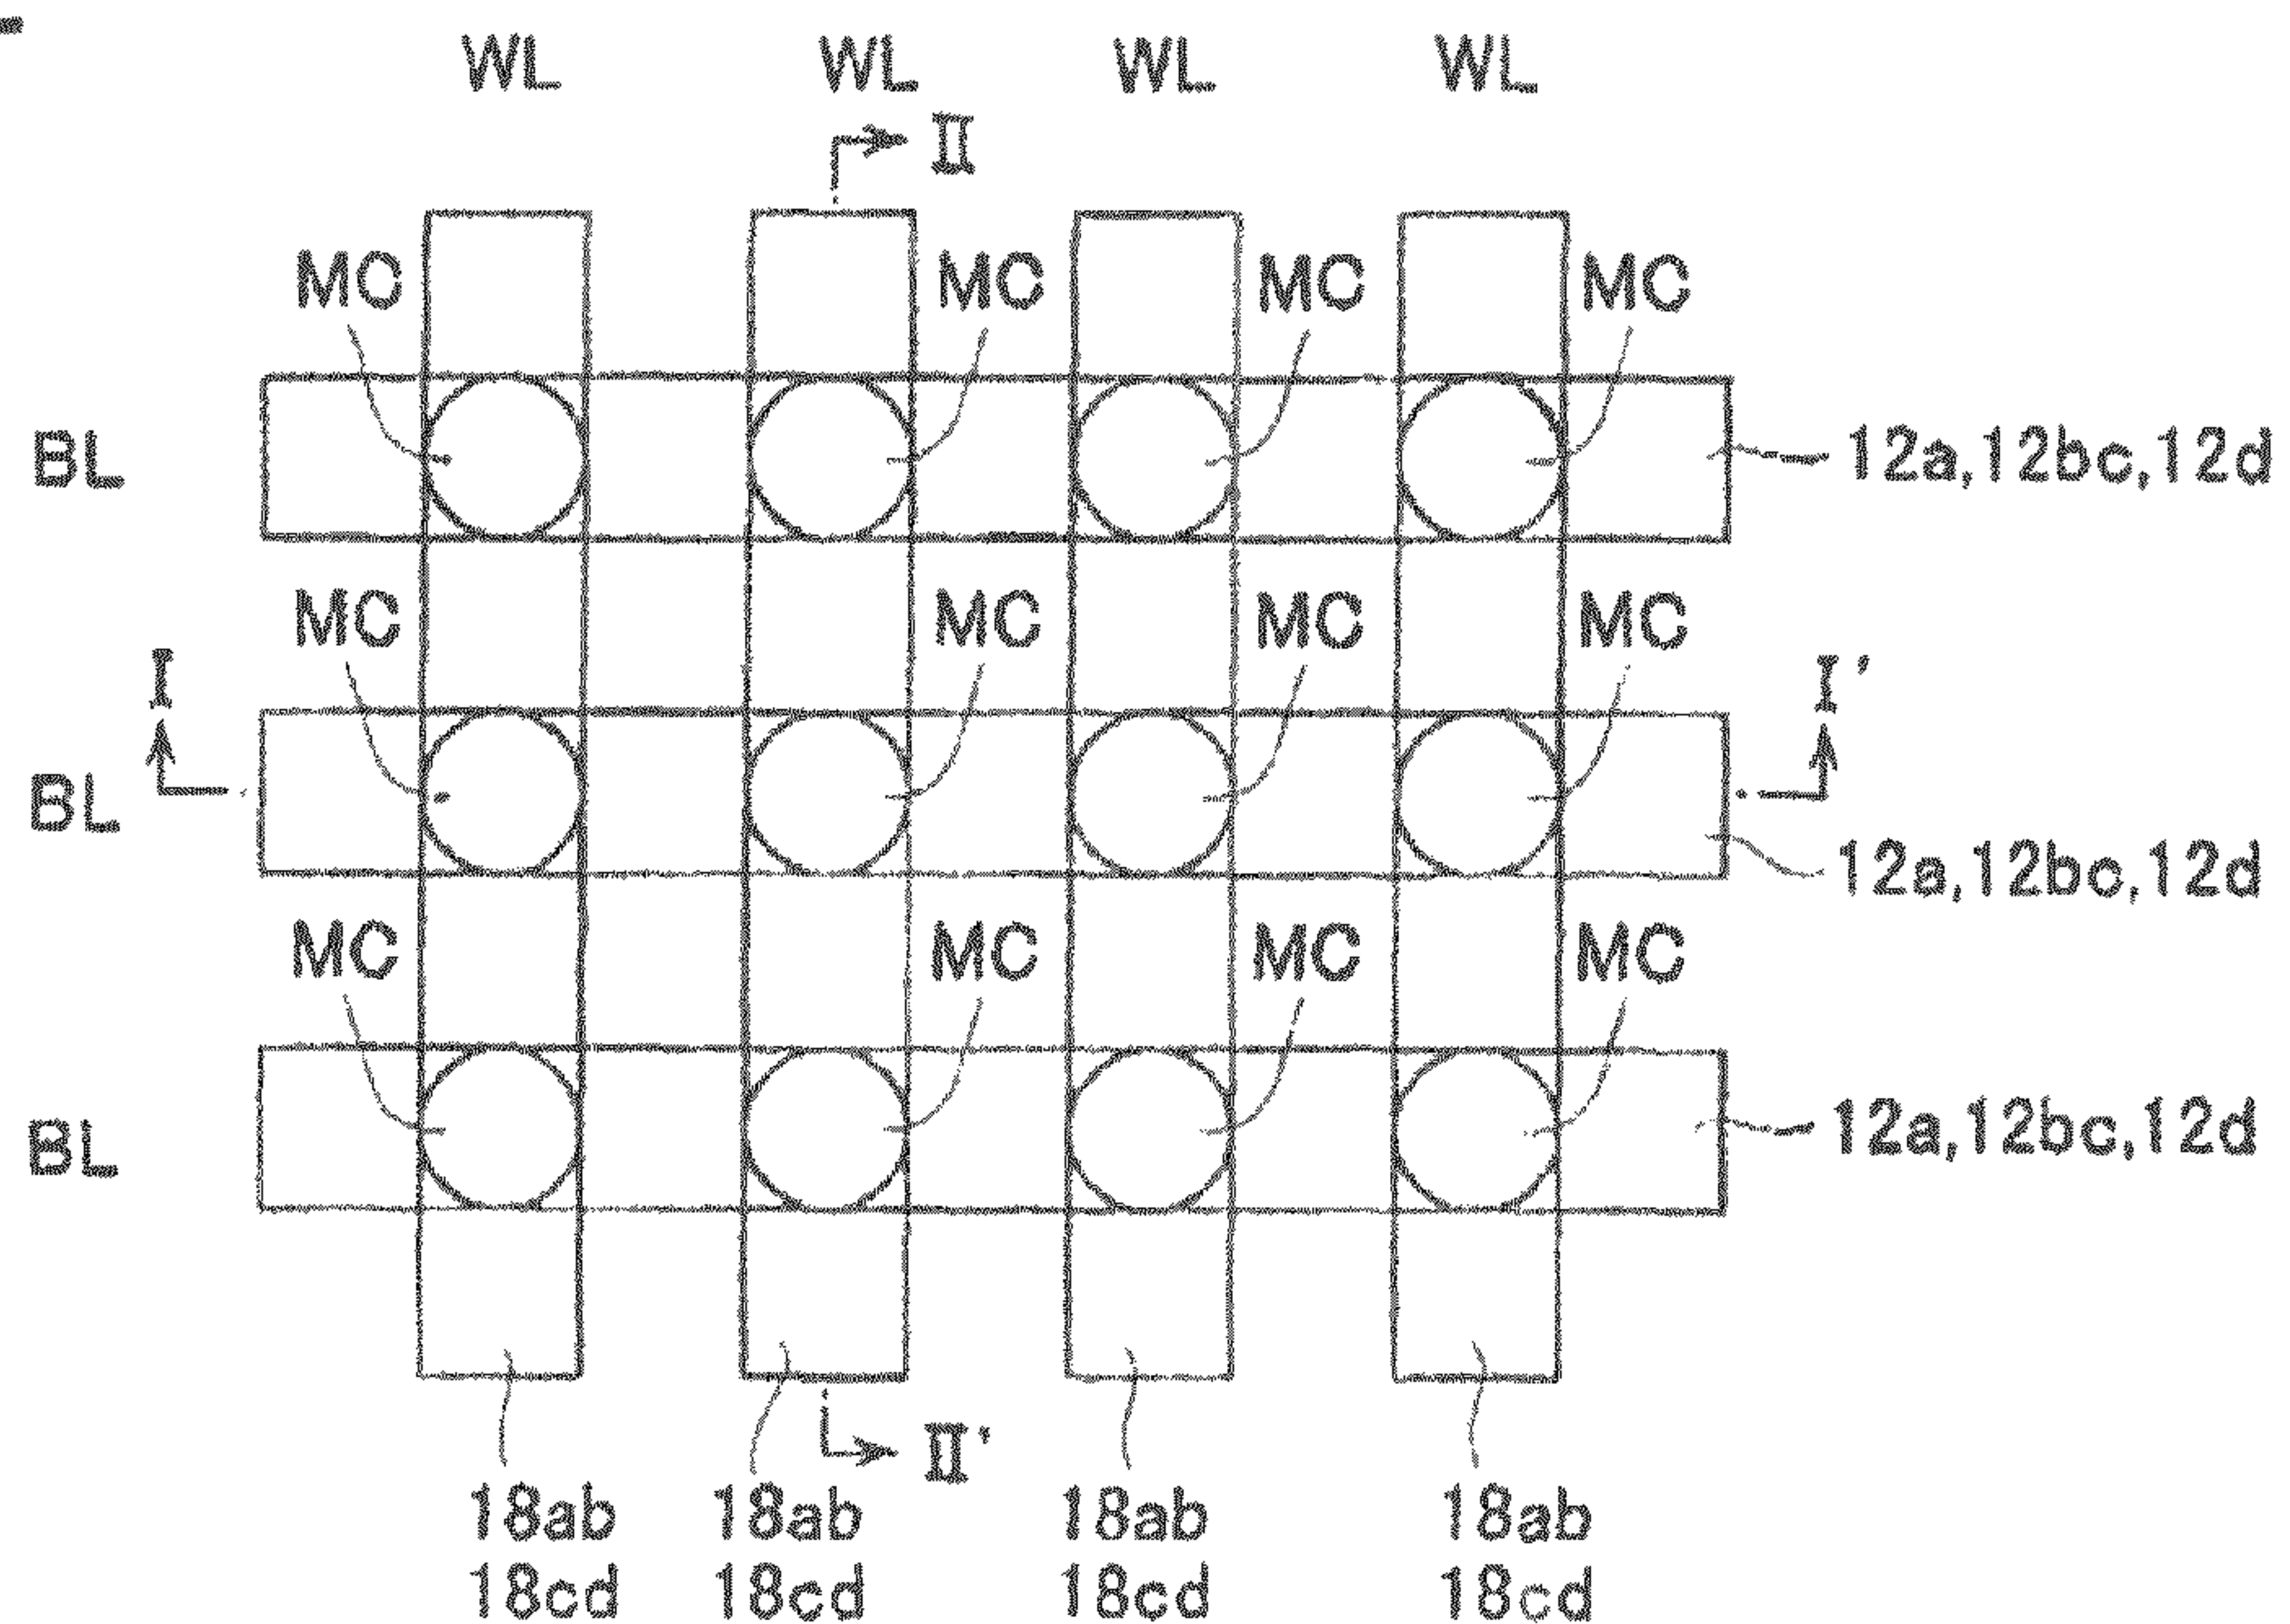 WL WL WL WL
II
MC MC MC MC
BL 12a,12bc,12d
MC MC MC MC
I I'
BL
12a,12bc,12d
MC MC MC MC
BL 12a,12bc,12d
II'
18ab 18ab 18ab 18ab
18cd 18cd 18cd 18cd